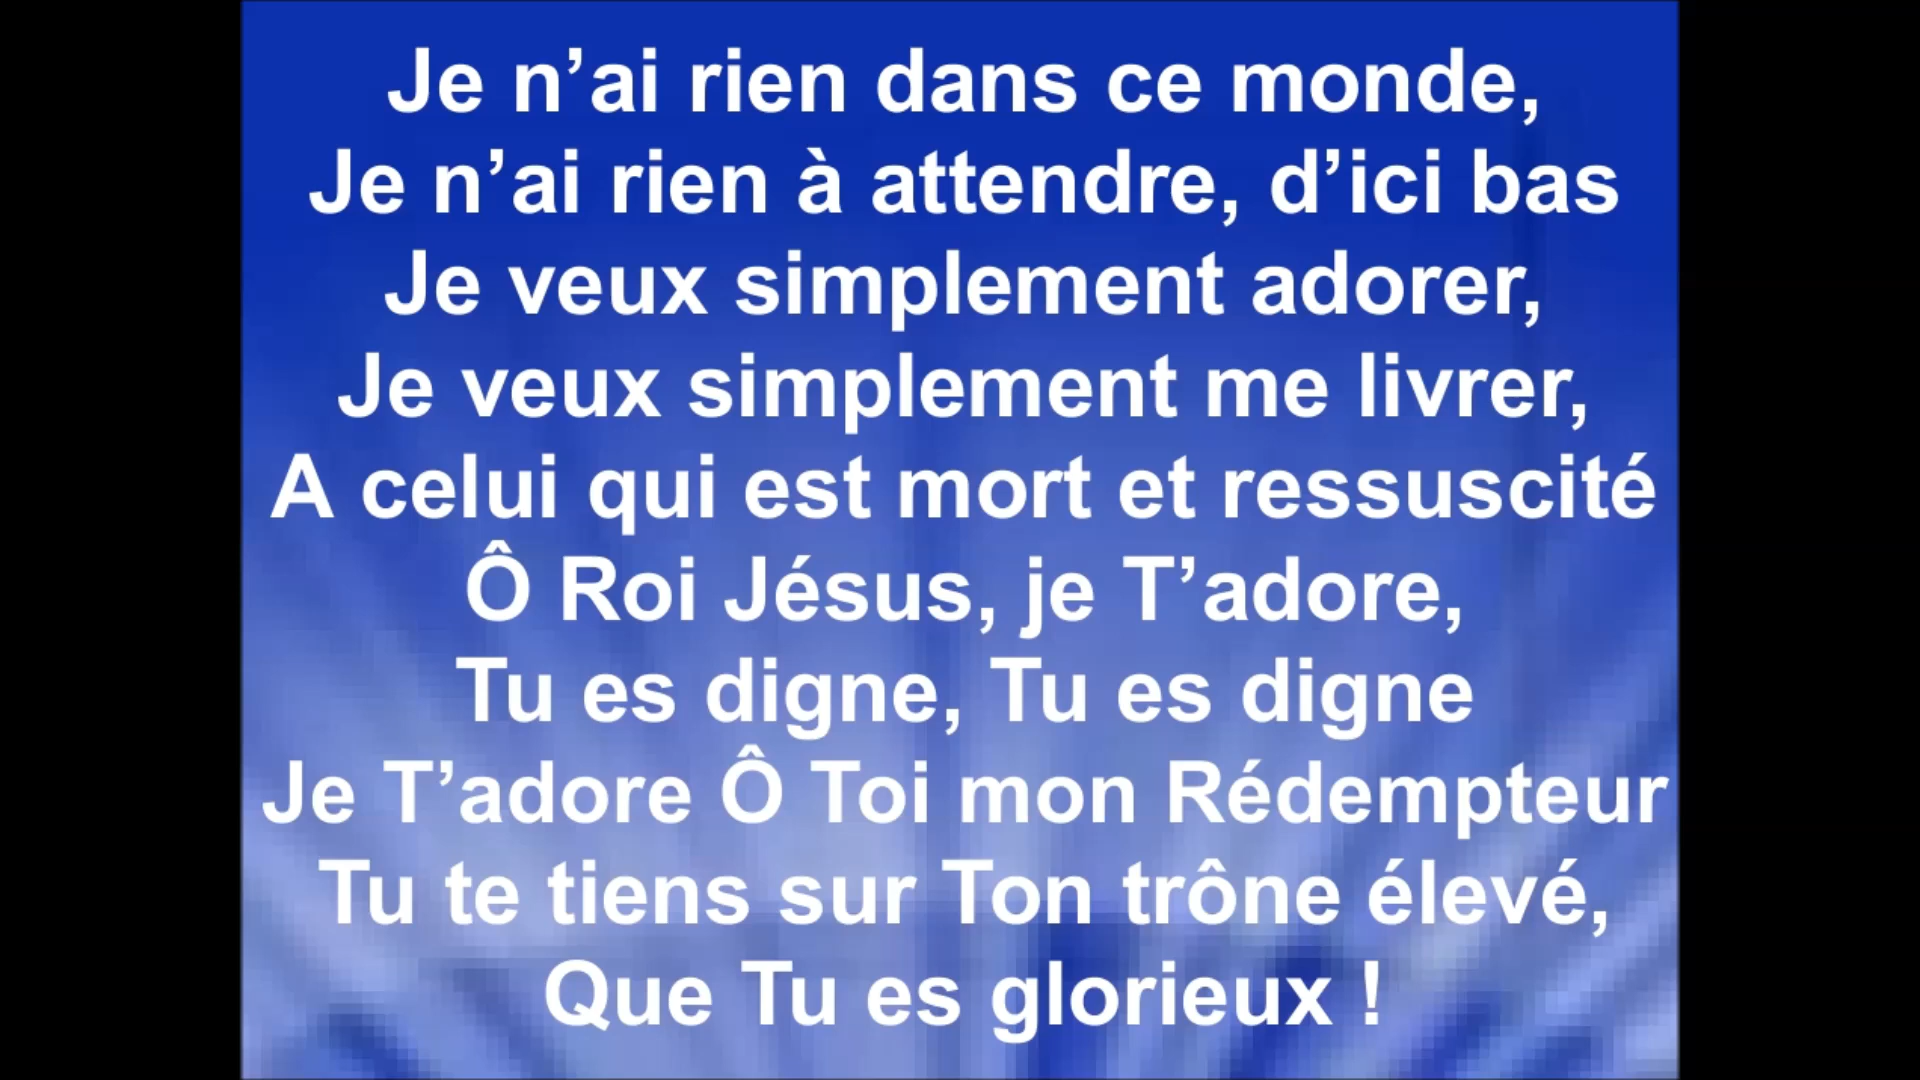 Je n’ai rien dans ce monde,
Je n’ai rien à attendre, d’ici bas
Je veux simplement adorer,
Je veux simplement me livrer,
A celui qui est mort et ressuscité
Ô Roi Jésus, je T’adore,
Tu es digne, Tu es digne
Je T’adore Ô Toi mon Rédempteur
Tu te tiens sur Ton trône élevé,
Que Tu es glorieux !